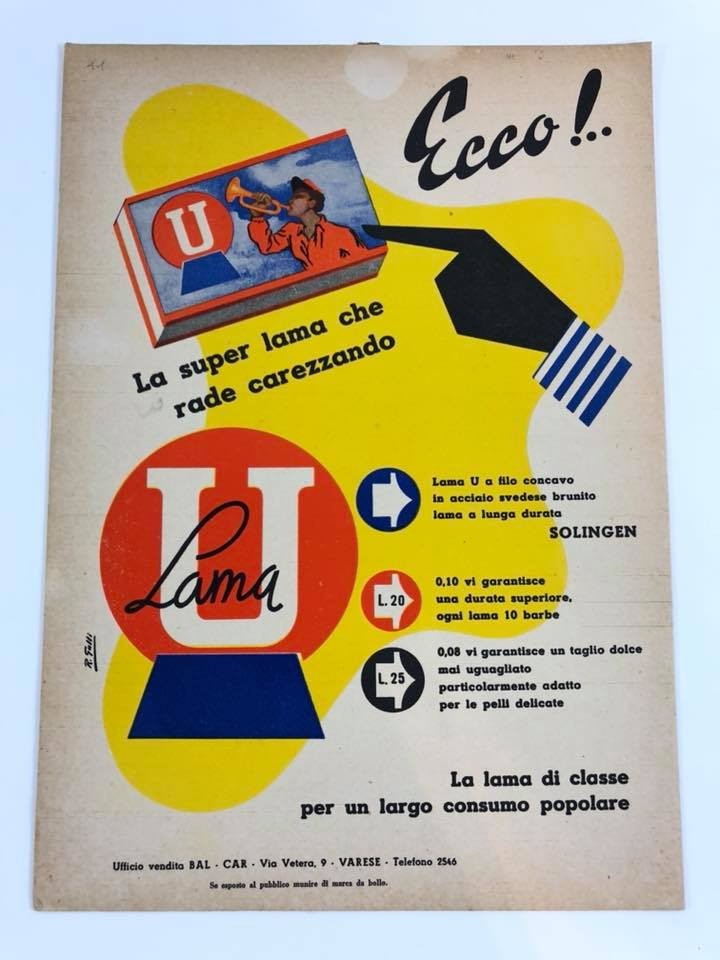 Ecco!..
U
La super lama che
rade carezzando
U
Lama
Lama U a filo concavo
in acciaio svedese brunito
lama a lunga durata
SOLINGEN
L.20
0,10 vi garantisce
una durata superiore,
ogni lama 10 barbe
L.25
0,08 vi garantisce un taglio dolce
mai uguagliato
particolarmente adatto
per le pelli delicate
La lama di classe
per un largo consumo popolare
Ufficio vendita BAL - CAR - Via Vetera, 9 - VARESE - Telefono 2546
Se esposto al pubblico munire di marca da bollo.